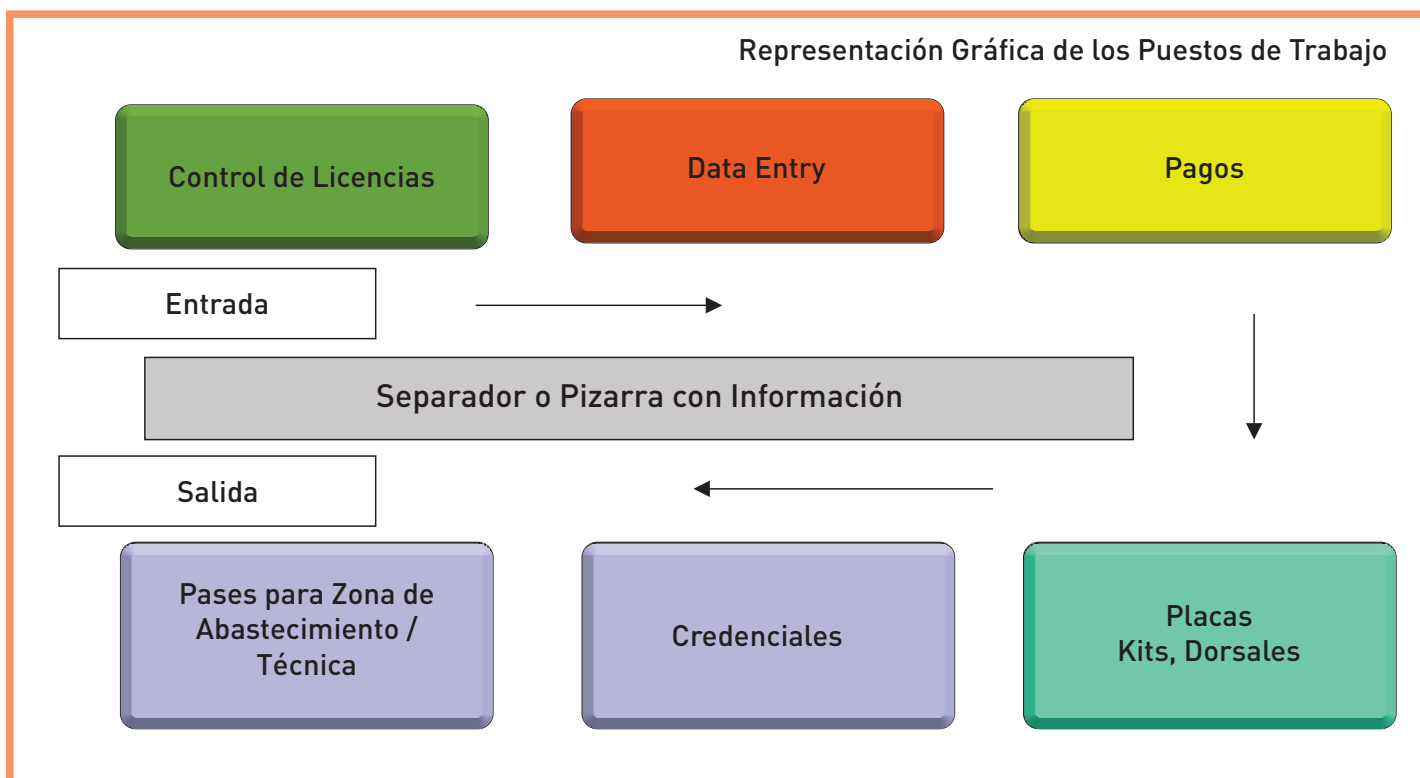 Representación Gráfica de los Puestos de Trabajo
Control de Licencias
Data Entry
Pagos
Entrada
Separador o Pizarra con Información
Salida
Pases para Zona de
Abastecimiento /
Técnica
Credenciales
Placas
Kits, Dorsales